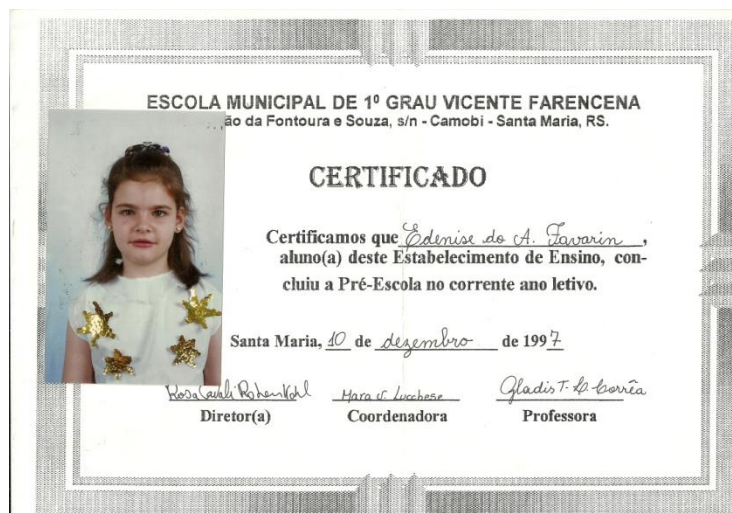 ESCOLA MUNICIPAL DE 1º GRAU VICENTE FARENCENA
ão da Fontoura e Souza, s/n - Camobi - Santa Maria, RS.
CERTIFICADO
Certificamos que Edenise do A. Favarin,
aluno(a) deste Estabelecimento de Ensino, con-
cluiu a Pré-Escola no corrente ano letivo.
Santa Maria, 10 de dezembro de 1997
Rosa Mara V. Lucchese Gladis T. Corrêa
Diretor(a) Coordenadora Professora